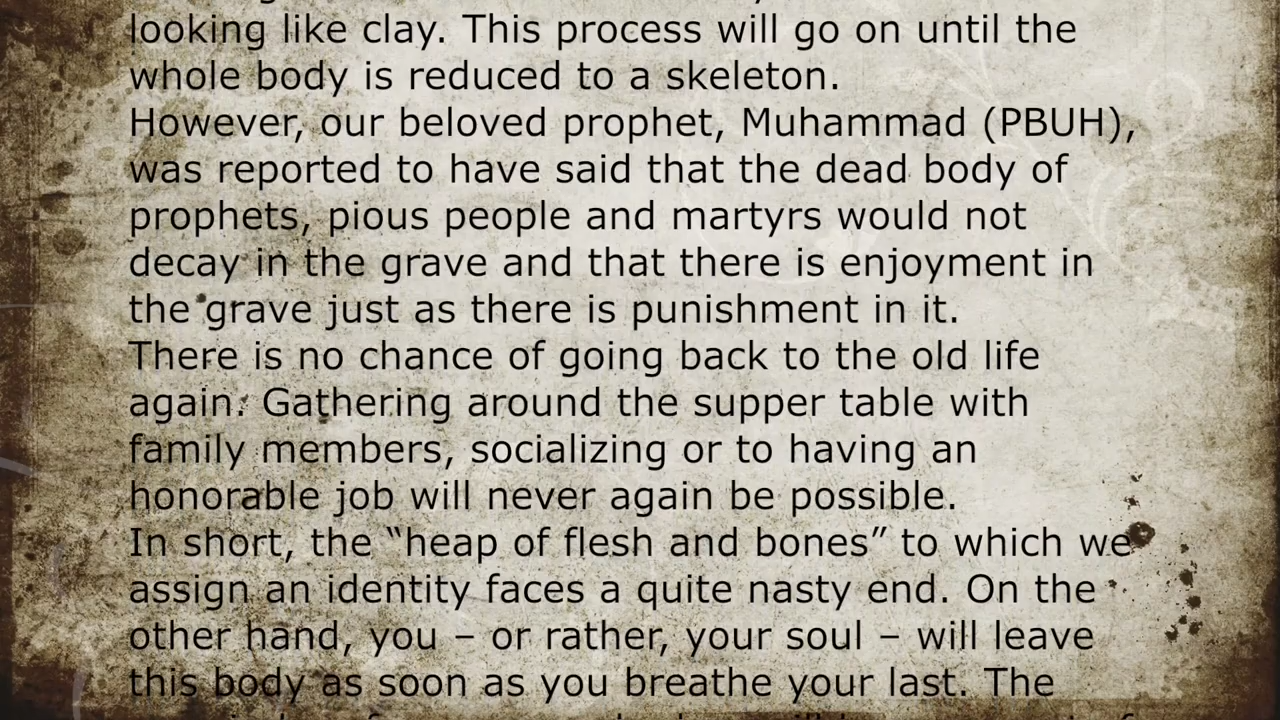 looking like clay. This process will go on until the
whole body is reduced to a skeleton.
However, our beloved prophet, Muhammad (PBUH),
was reported to have said that the dead body of
prophets, pious people and martyrs would not
decay in the grave and that there is enjoyment in
the grave just as there is punishment in it.
There is no chance of going back to the old life
again. Gathering around the supper table with
family members, socializing or to having an
honorable job will never again be possible.
In short, the “heap of flesh and bones” to which we
assign an identity faces a quite nasty end. On the
other hand, you – or rather, your soul – will leave
this body as soon as you breathe your last. The